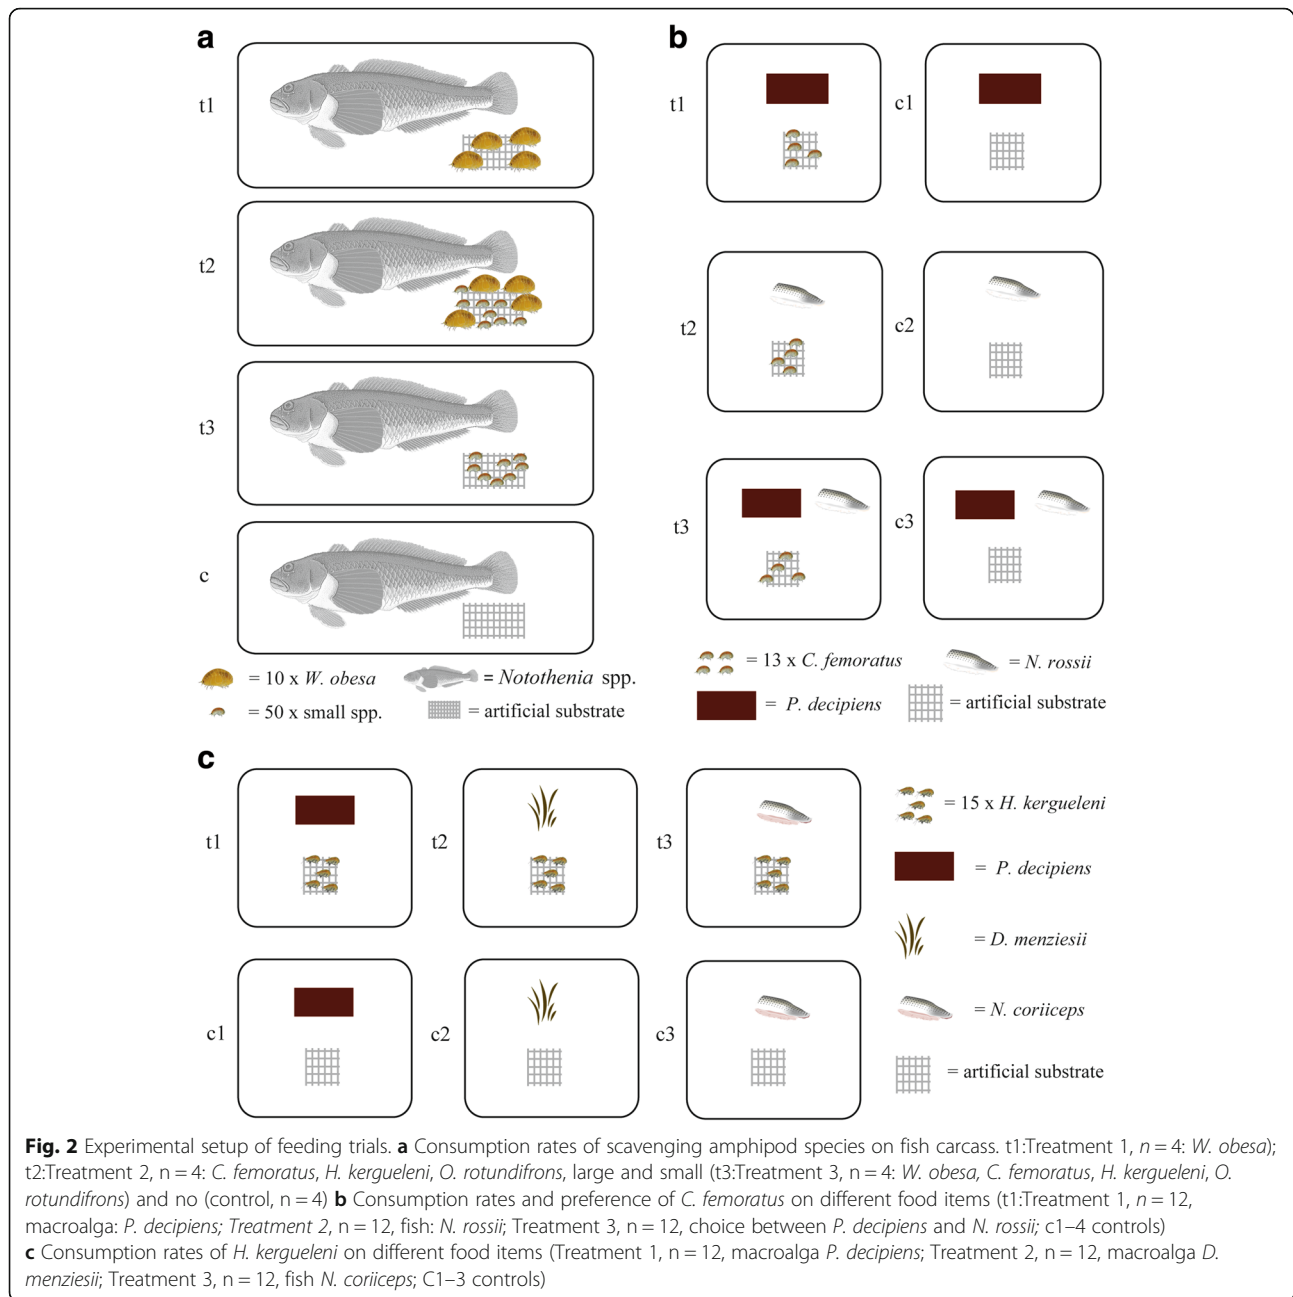 a
t1
t2
t3
c
= 10 x W. obesa
= Notothenia spp.
= 50 x small spp.
= artificial substrate
b
t1
c1
t2
c2
t3
c3
= 13 x C. femoratus
= N. rossii
= P. decipiens
= artificial substrate
c
t1
t2
t3
c1
c2
c3
= 15 x H. kergueleni
= P. decipiens
= D. menziesii
= N. coriiceps
= artificial substrate
Fig. 2 Experimental setup of feeding trials. a Consumption rates of scavenging amphipod species on fish carcass. t1:Treatment 1, n = 4: W. obesa);
t2:Treatment 2, n = 4: C. femoratus, H. kergueleni, O. rotundifrons, large and small (t3:Treatment 3, n = 4: W. obesa, C. femoratus, H. kergueleni, O.
rotundifrons) and no (control, n = 4) b Consumption rates and preference of C. femoratus on different food items (t1:Treatment 1, n = 12,
macroalga: P. decipiens; Treatment 2, n = 12, fish: N. rossii; Treatment 3, n = 12, choice between P. decipiens and N. rossii; c1–4 controls)
c Consumption rates of H. kergueleni on different food items (Treatment 1, n = 12, macroalga P. decipiens; Treatment 2, n = 12, macroalga D.
menziesii; Treatment 3, n = 12, fish N. coriiceps; C1–3 controls)